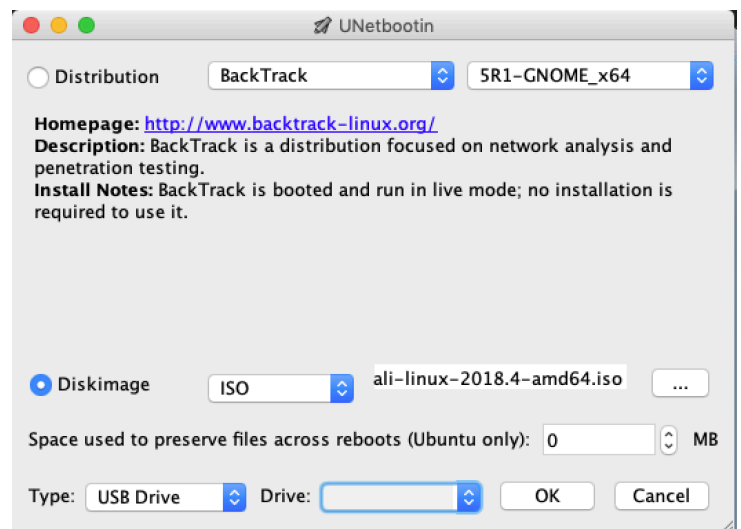 UNetbootin
Distribution BackTrack 5R1-GNOME_x64
Homepage: http://www.backtrack-linux.org/
Description: BackTrack is a distribution focused on network analysis and
penetration testing.
Install Notes: BackTrack is booted and run in live mode; no installation is
required to use it.
Diskimage ISO ali-linux-2018.4-amd64.iso ...
Space used to preserve files across reboots (Ubuntu only): 0 MB
Type: USB Drive Drive: OK Cancel